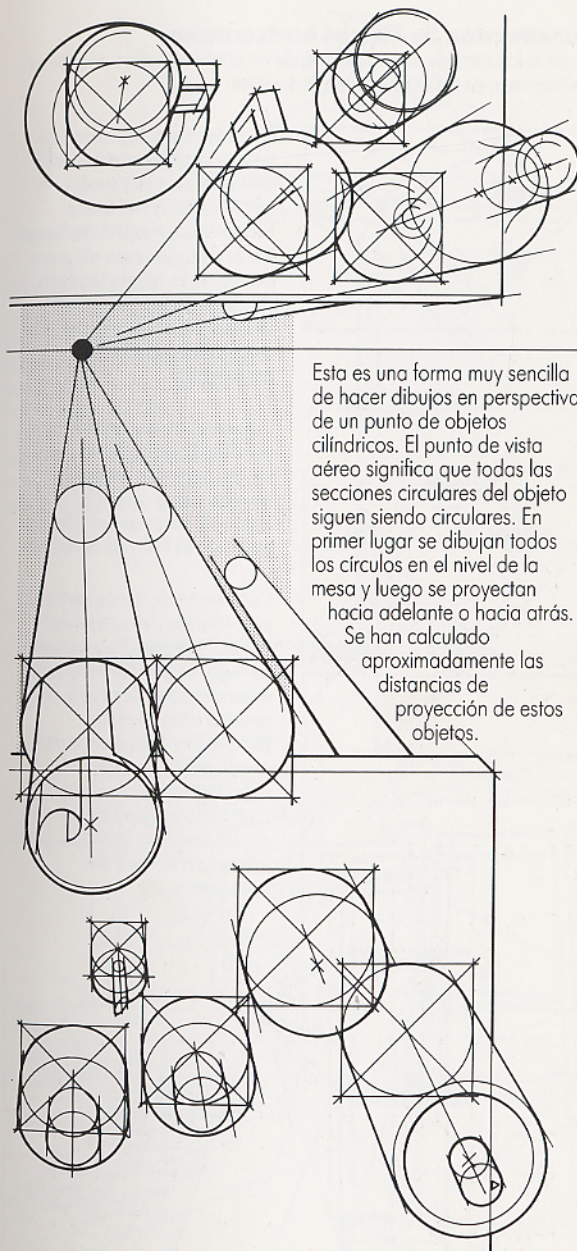 Esta es una forma muy sencilla
de hacer dibujos en perspectiva
de un punto de objetos
cilíndricos. El punto de vista
aéreo significa que todas las
secciones circulares del objeto
siguen siendo circulares. En
primer lugar se dibujan todos
los círculos en el nivel de la
mesa y luego se proyectan
hacia adelante o hacia atrás.
Se han calculado
aproximadamente las
distancias de
proyección de estos
objetos.